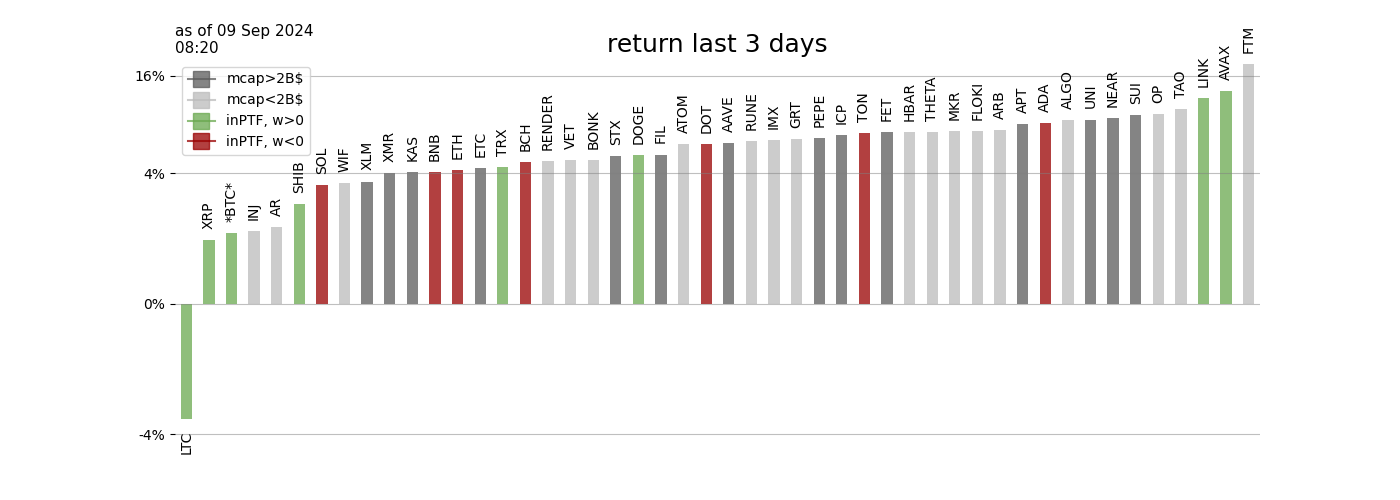 as of 09 Sep 2024
08:20
return last 3 days
mcap>2B$
mcap<2B$
inPTF, w>0
inPTF, w<0
16%
4%
0%
-4%
LTC
XRP
*BTC*
INJ
AR
SHIB
SOL
WIF
XLM
XMR
KAS
BNB
ETH
ETC
TRX
BCH
RENDER
VET
BONK
STX
DOGE
FIL
ATOM
DOT
AAVE
RUNE
IMX
GRT
PEPE
ICP
TON
FET
HBAR
THETA
MKR
FLOKI
ARB
APT
ADA
ALGO
UNI
NEAR
SUI
OP
TAO
LINK
AVAX
FTM